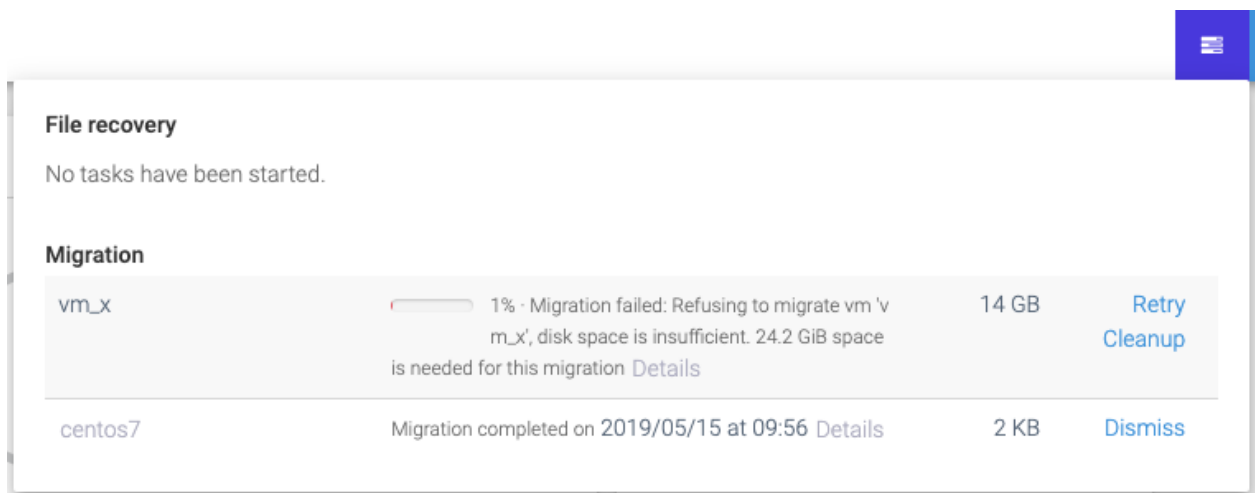 File recovery
No tasks have been started.
Migration
vm_x 1% · Migration failed: Refusing to migrate vm 'v 14 GB Retry
m_x', disk space is insufficient. 24.2 GiB space Cleanup
is needed for this migration Details
centos7 Migration completed on 2019/05/15 at 09:56 Details 2 KB Dismiss